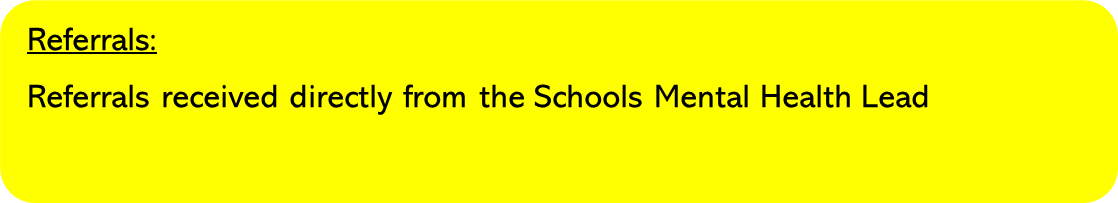 Referrals:
Referrals received directly from the Schools Mental Health Lead